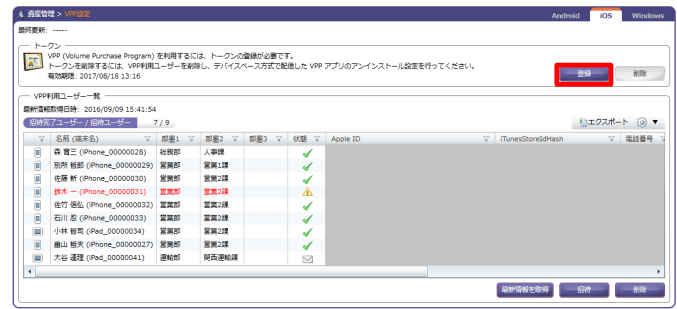 資産管理 > VPP設定
Android iOS Windows
最終更新: -----
トークン
VPP (Volume Purchase Program) を利用するには、トークンの登録が必要です。
トークンを削除するには、VPP利用ユーザーを削除し、デバイスベース方式で配信した VPP アプリのアンインストール設定を行ってください。
有効期限: 2017/08/18 13:16
登録 削除
VPP利用ユーザー一覧
最新情報取得日時: 2016/09/09 15:41:54
招待完了ユーザー / 招待ユーザー 7 / 9
エクスポート
名前 (端末名) 部署1 部署2 部署3 状態 Apple ID iTunesStoreIdHash 電話番号
森 育三 (iPhone_00000028) 総務部 人事課
別所 哲郎 (iPhone_00000029) 営業部 営業1課
佐藤 新 (iPhone_00000030) 営業部 営業2課
鈴木 一 (iPhone_00000031) 営業部 営業2課
佐竹 信弘 (iPhone_00000032) 営業部 営業2課
石川 忍 (iPhone_00000033) 営業部 営業2課
小林 哲司 (iPad_00000034) 営業部 営業2課
畠山 哲夫 (iPhone_00000027) 営業部 営業2課
大谷 連理 (iPad_00000041) 運輸部 関西運輸課
最新情報を取得 招待 削除